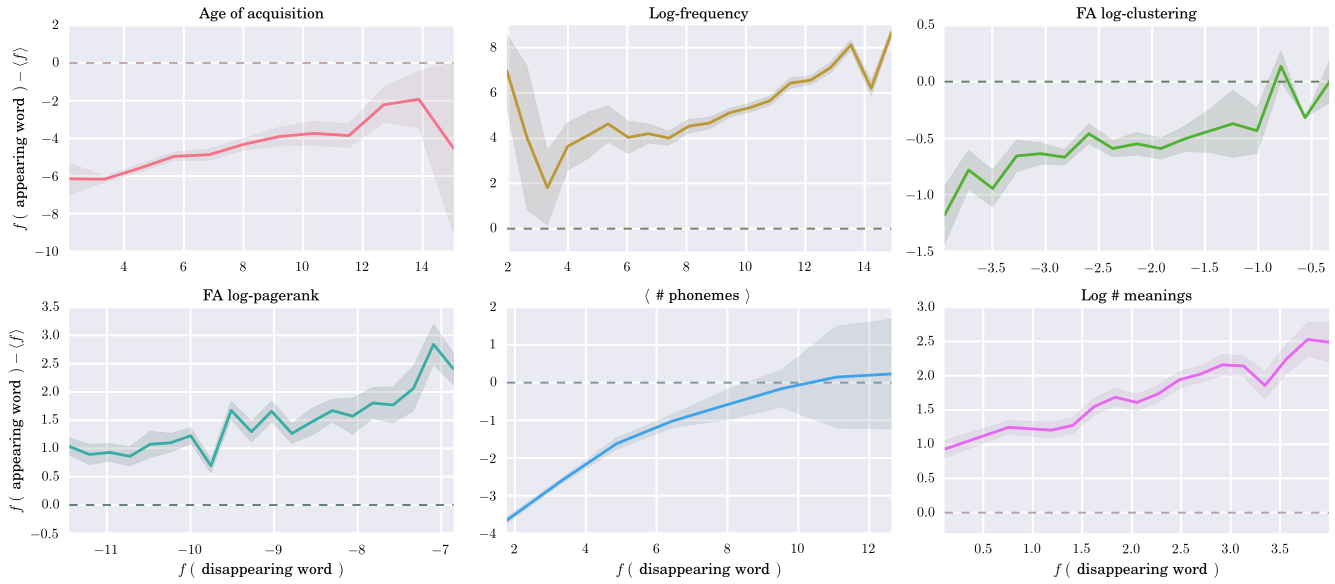 Age of acquisition
Log-frequency
FA log-clustering
f ( appearing word ) − ⟨f⟩
2
0
−2
−4
−6
−8
−10
4 6 8 10 12 14
8
6
4
2
0
2 4 6 8 10 12 14
0.5
0.0
−0.5
−1.0
−1.5
−3.5 −3.0 −2.5 −2.0 −1.5 −1.0 −0.5
FA log-pagerank
⟨ # phonemes ⟩
Log # meanings
f ( appearing word ) − ⟨f⟩
3.5
3.0
2.5
2.0
1.5
1.0
0.5
0.0
−0.5
−11 −10 −9 −8 −7
f ( disappearing word )
2
1
0
−1
−2
−3
−4
2 4 6 8 10 12
f ( disappearing word )
3.0
2.5
2.0
1.5
1.0
0.5
0.0
0.5 1.0 1.5 2.0 2.5 3.0 3.5
f ( disappearing word )